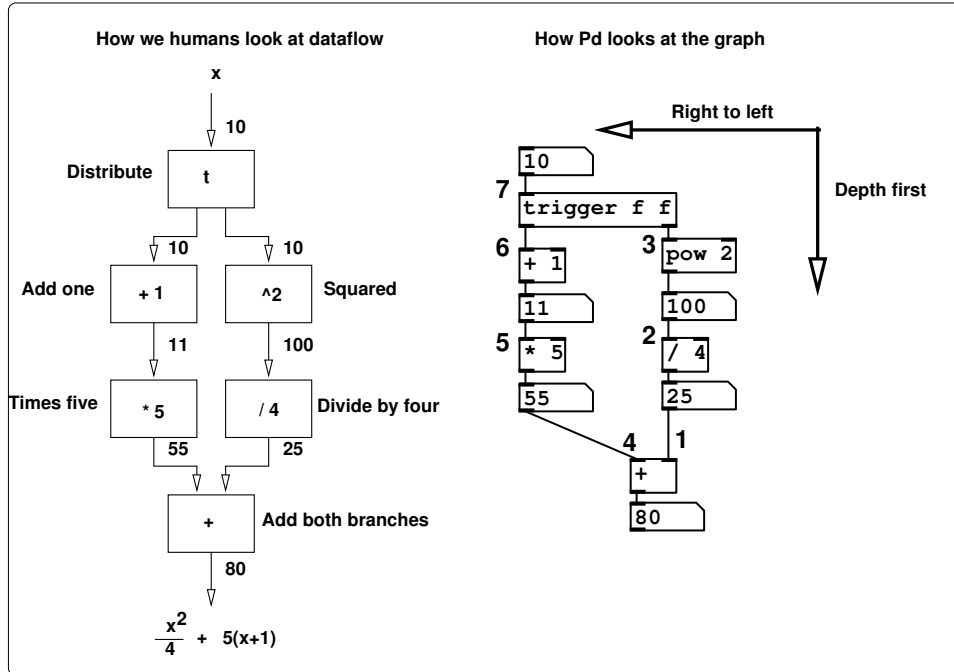 How we humans look at dataflow
x
10
Distribute
t
10 10
Add one
+ 1
^2
Squared
11 100
Times five
* 5
/ 4
Divide by four
55 25
+
Add both branches
80
x2
4
+ 5(x+1)
How Pd looks at the graph
Right to left
Depth first
10
7
trigger f f
6
+ 1
3
pow 2
11
100
5
* 5
2
/ 4
55
25
4 1
+
80